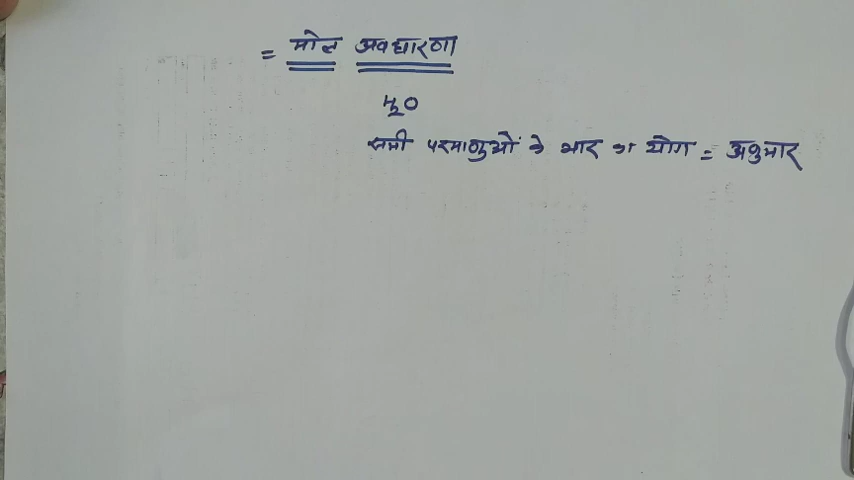 = मोल अवधारणा
H₂O
सभी परमाणुओं के भार का योग = अणुभार